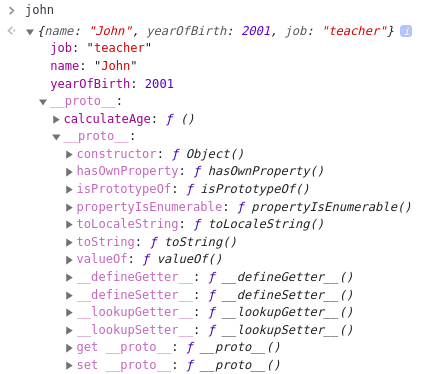 john
{name: "John", yearOfBirth: 2001, job: "teacher"} i
job: "teacher"
name: "John"
yearOfBirth: 2001
__proto__:
calculateAge: ƒ ()
__proto__:
constructor: ƒ Object()
hasOwnProperty: ƒ hasOwnProperty()
isPrototypeOf: ƒ isPrototypeOf()
propertyIsEnumerable: ƒ propertyIsEnumerable()
toLocaleString: ƒ toLocaleString()
toString: ƒ toString()
valueOf: ƒ valueOf()
__defineGetter__: ƒ __defineGetter__()
__defineSetter__: ƒ __defineSetter__()
__lookupGetter__: ƒ __lookupGetter__()
__lookupSetter__: ƒ __lookupSetter__()
get __proto__: ƒ __proto__()
set __proto__: ƒ __proto__()